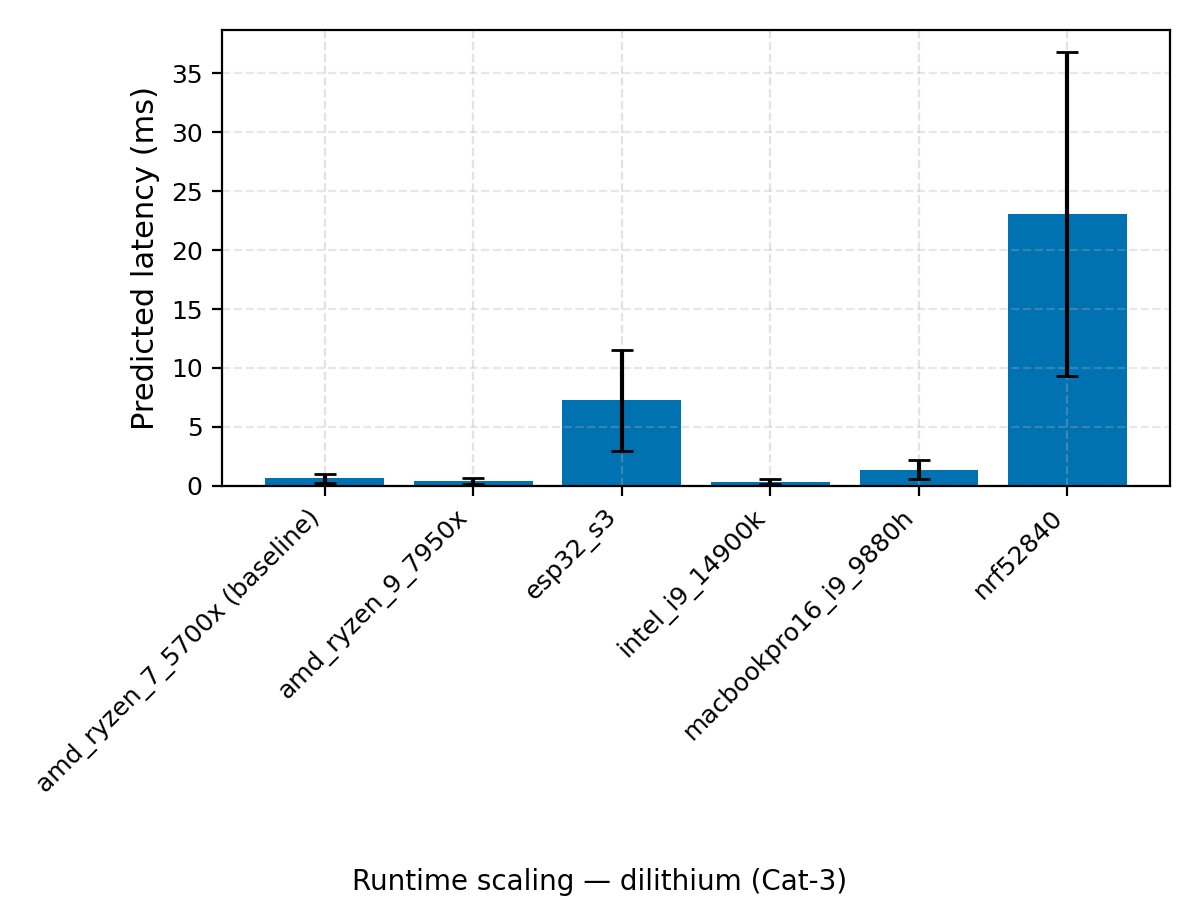 Predicted latency (ms)
35
30
25
20
15
10
5
0
amd_ryzen_7_5700x (baseline)
amd_ryzen_9_7950x
esp32_s3
intel_i9_14900k
macbookpro16_i9_9880h
nrf52840
Runtime scaling — dilithium (Cat-3)